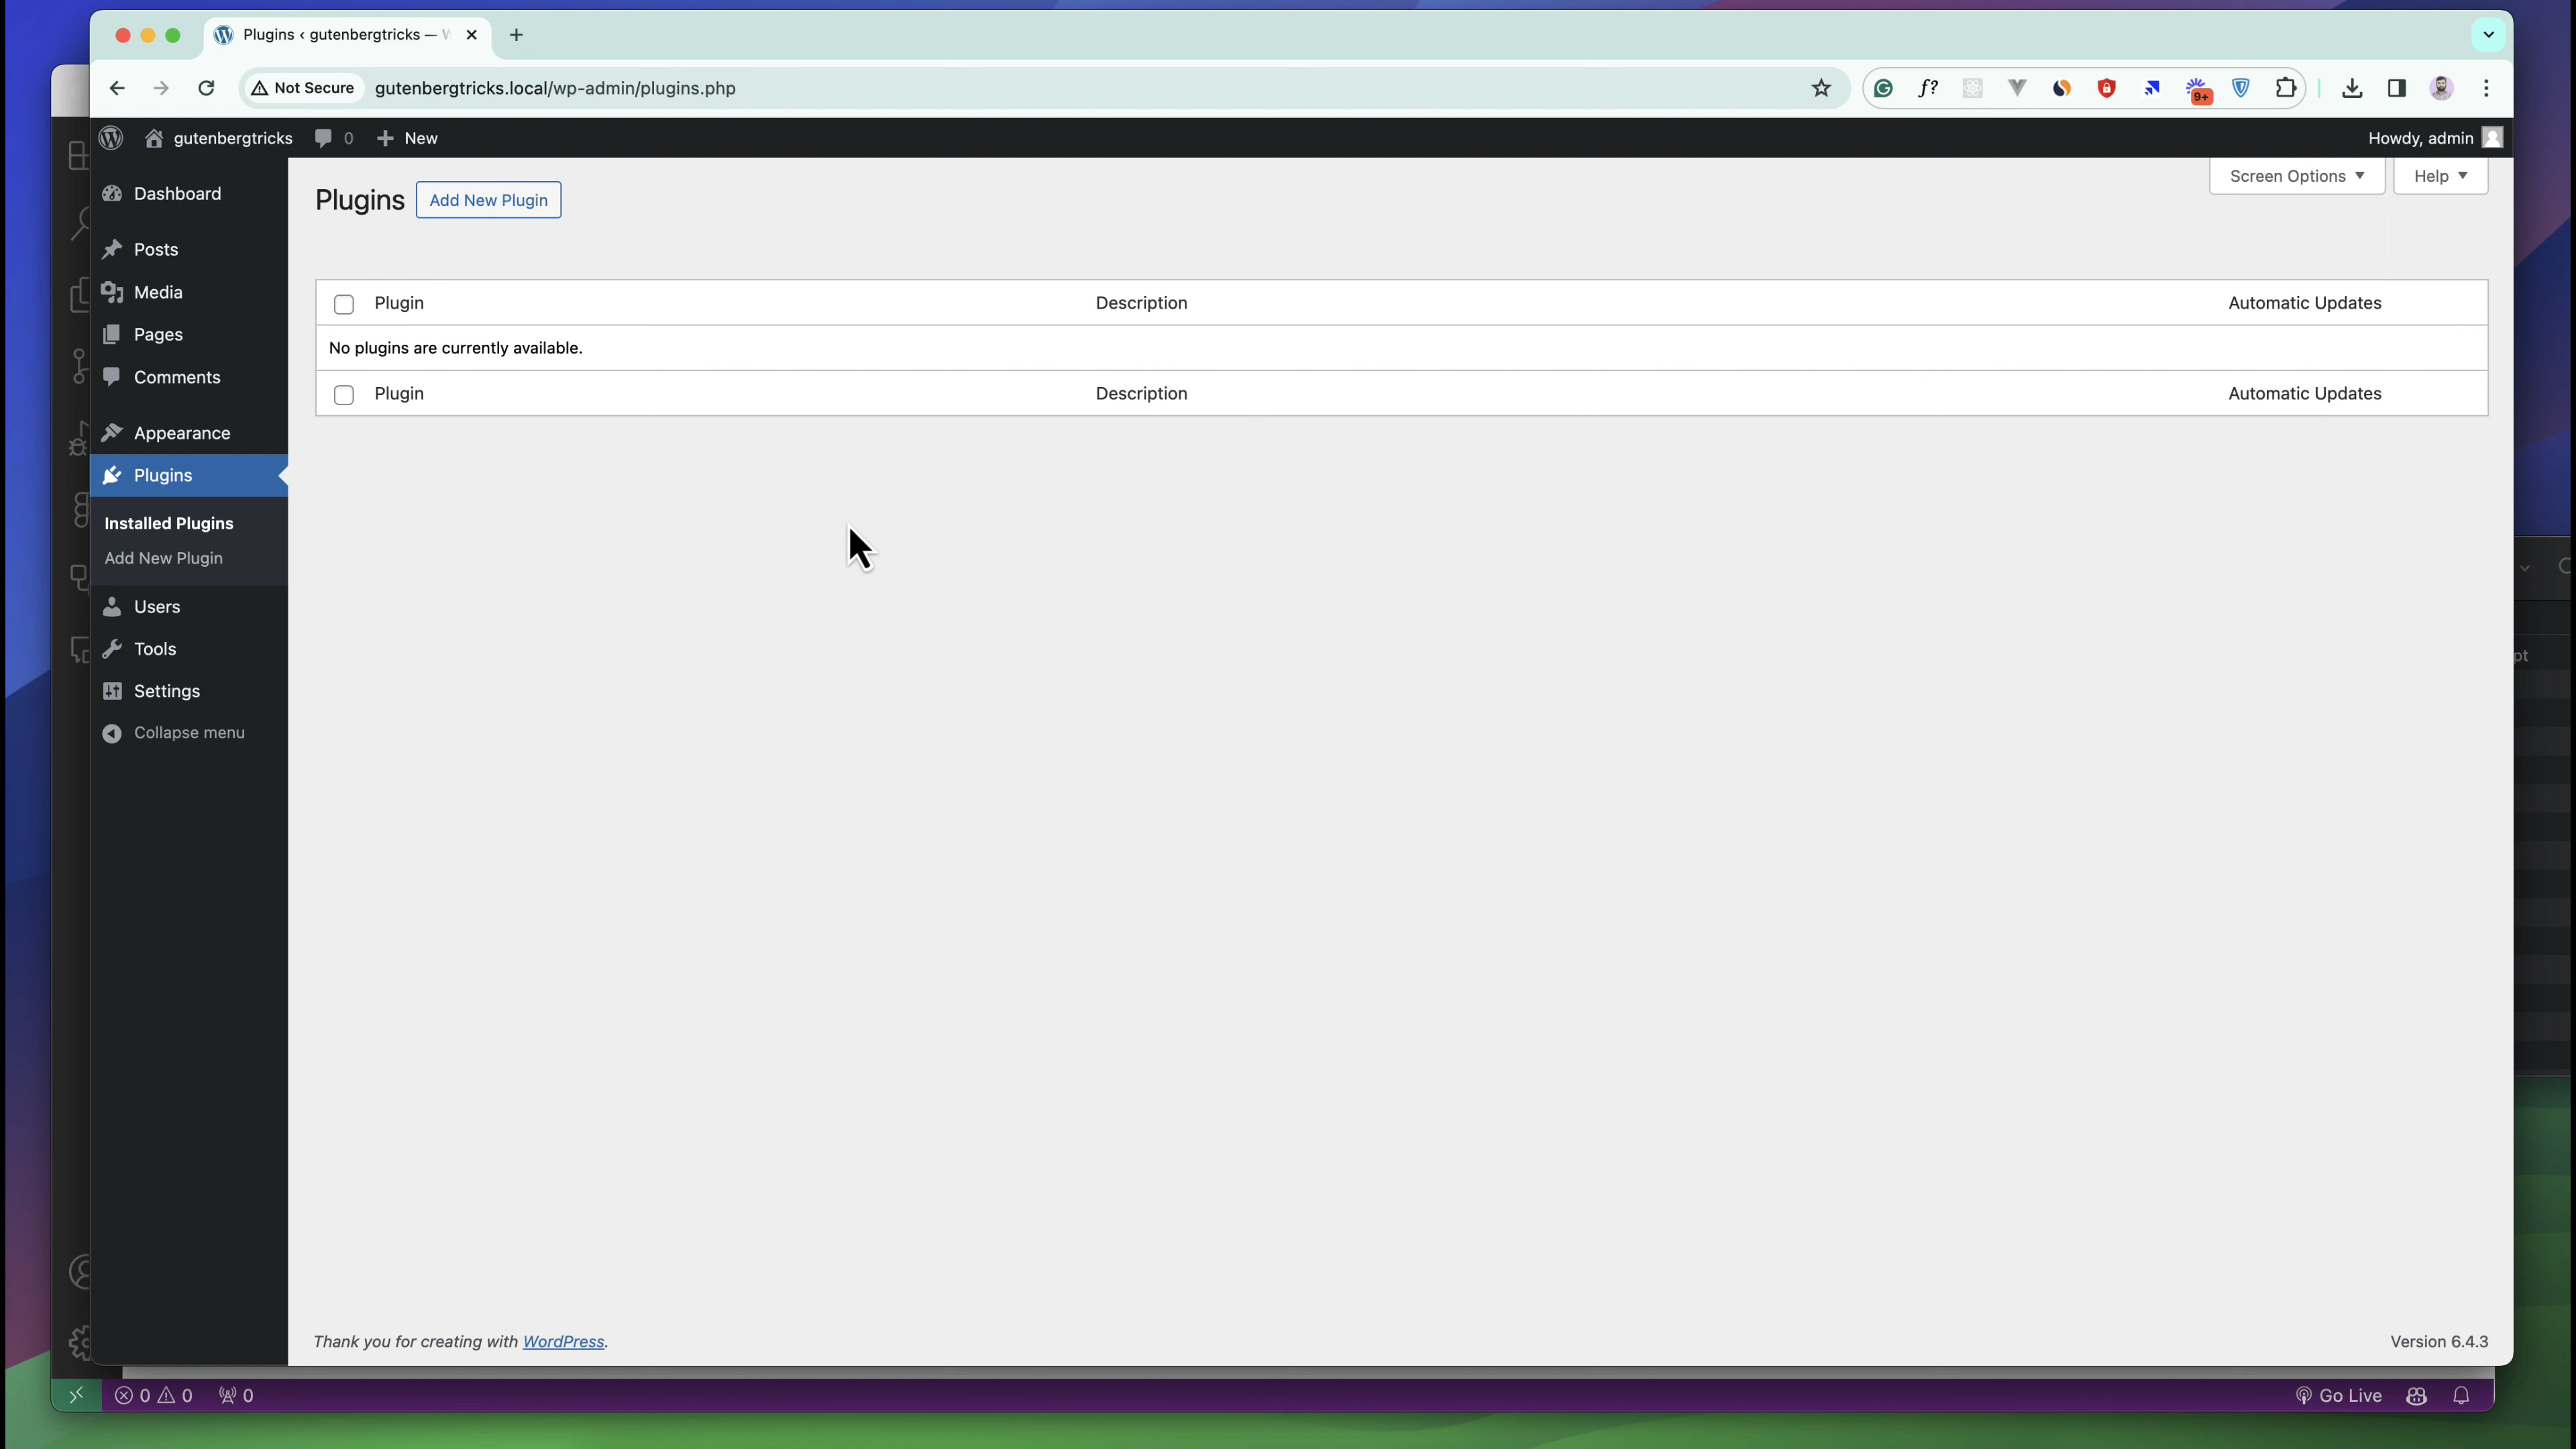 Plugins ‹ gutenbergtricks —
Not Secure
gutenbergtricks.local/wp-admin/plugins.php
f?
9+
gutenbergtricks
0
New
Howdy, admin
Dashboard
Posts
Media
Pages
Comments
Appearance
Plugins
Installed Plugins
Add New Plugin
Users
Tools
Settings
Collapse menu
Plugins
Add New Plugin
Screen Options
Help
Plugin Description Automatic Updates
No plugins are currently available.
Plugin Description Automatic Updates
Thank you for creating with WordPress.
Version 6.4.3
pt
0 0 0
Go Live